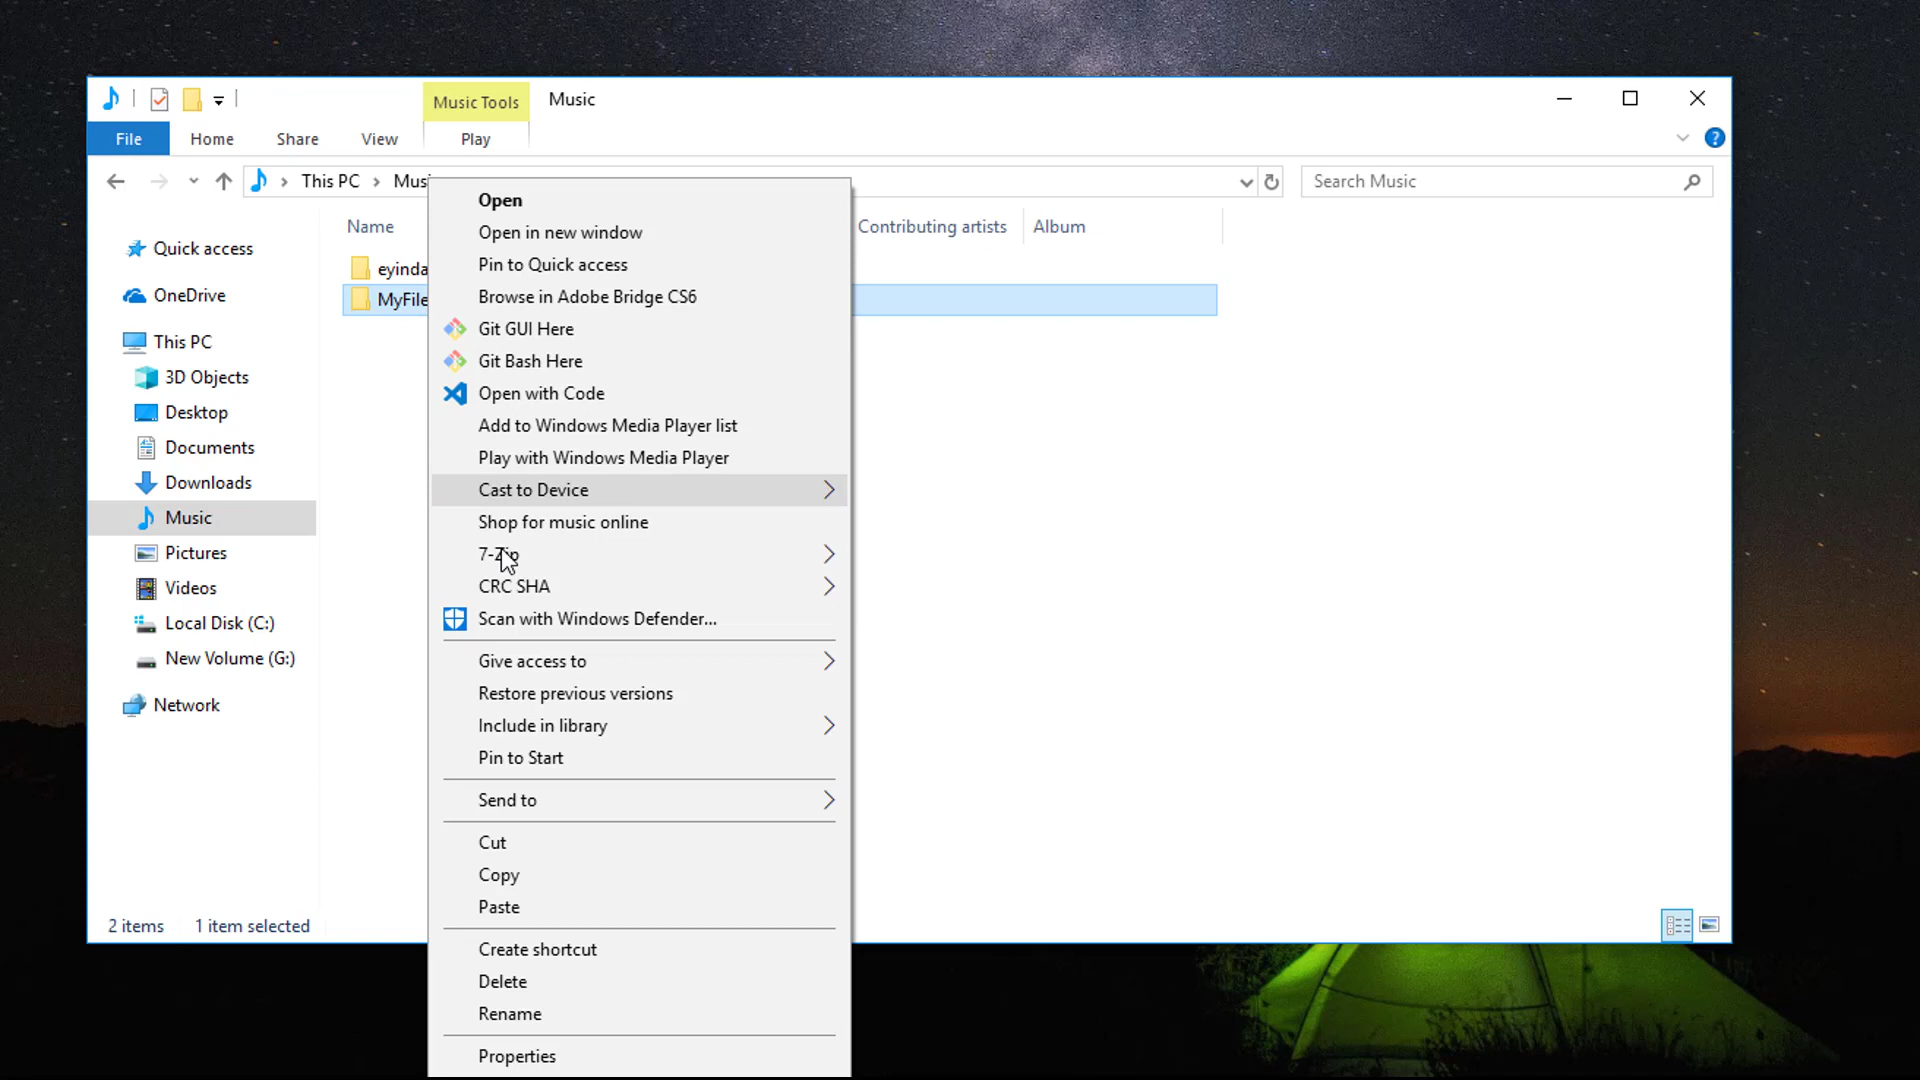 Music Tools
Music
File
Home
Share
View
Play
This PC
Search Music
Name
Contributing artists
Album
Quick access
OneDrive
This PC
3D Objects
Desktop
Documents
Downloads
Music
Pictures
Videos
Local Disk (C:)
New Volume (G:)
Network
Open
Open in new window
Pin to Quick access
Browse in Adobe Bridge CS6
Git GUI Here
Git Bash Here
Open with Code
Add to Windows Media Player list
Play with Windows Media Player
Cast to Device
Shop for music online
7-Zip
CRC SHA
Scan with Windows Defender...
Give access to
Restore previous versions
Include in library
Pin to Start
Send to
Cut
Copy
Paste
Create shortcut
Delete
Rename
Properties
2 items
1 item selected